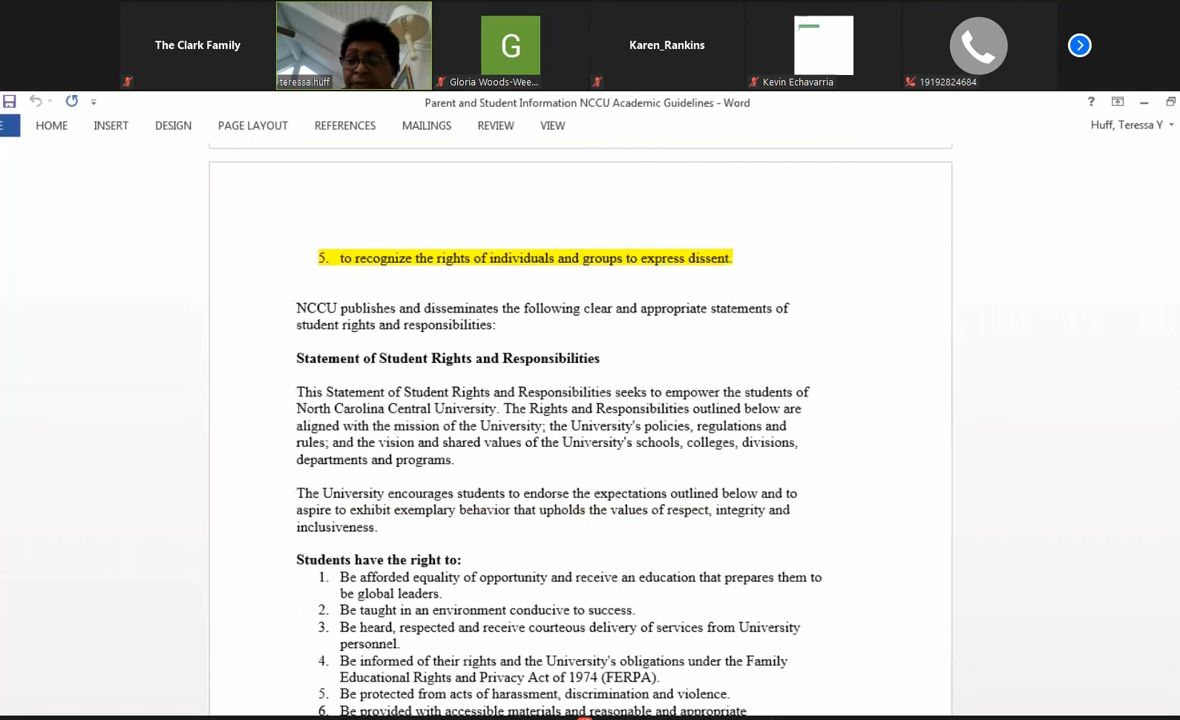 The Clark Family
G
Karen_Rankins
teressa.huff
Gloria Woods-Wee...
Kevin Echavarria
19192824684
Parent and Student Information NCCU Academic Guidelines - Word
?
E HOME INSERT DESIGN PAGE LAYOUT REFERENCES MAILINGS REVIEW VIEW
Huff, Teressa Y
5. to recognize the rights of individuals and groups to express dissent.
NCCU publishes and disseminates the following clear and appropriate statements of
student rights and responsibilities:
Statement of Student Rights and Responsibilities
This Statement of Student Rights and Responsibilities seeks to empower the students of
North Carolina Central University. The Rights and Responsibilities outlined below are
aligned with the mission of the University; the University's policies, regulations and
rules; and the vision and shared values of the University's schools, colleges, divisions,
departments and programs.
The University encourages students to endorse the expectations outlined below and to
aspire to exhibit exemplary behavior that upholds the values of respect, integrity and
inclusiveness.
Students have the right to:
1. Be afforded equality of opportunity and receive an education that prepares them to
be global leaders.
2. Be taught in an environment conducive to success.
3. Be heard, respected and receive courteous delivery of services from University
personnel.
4. Be informed of their rights and the University's obligations under the Family
Educational Rights and Privacy Act of 1974 (FERPA).
5. Be protected from acts of harassment, discrimination and violence.
6. Be provided with accessible materials and reasonable and appropriate